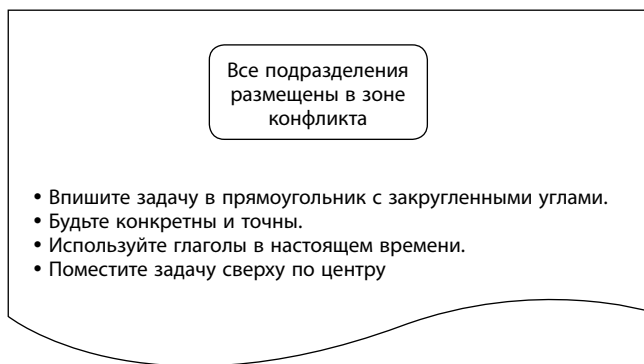 Все подразделения
размещены в зоне
конфликта
• Впишите задачу в прямоугольник с закругленными углами.
• Будьте конкретны и точны.
• Используйте глаголы в настоящем времени.
• Поместите задачу сверху по центру